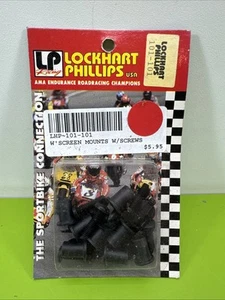 LP
LOCKHART
PHILLIPS
USA
AMA ENDURANCE ROADRACING CHAMPIONS
LOCKHART
PHILLIPS
101-101
LHP-101-101
W'SCREEN MOUNTS W/SCREWS
$5.95
THE SPORTBIKE CONNECTION